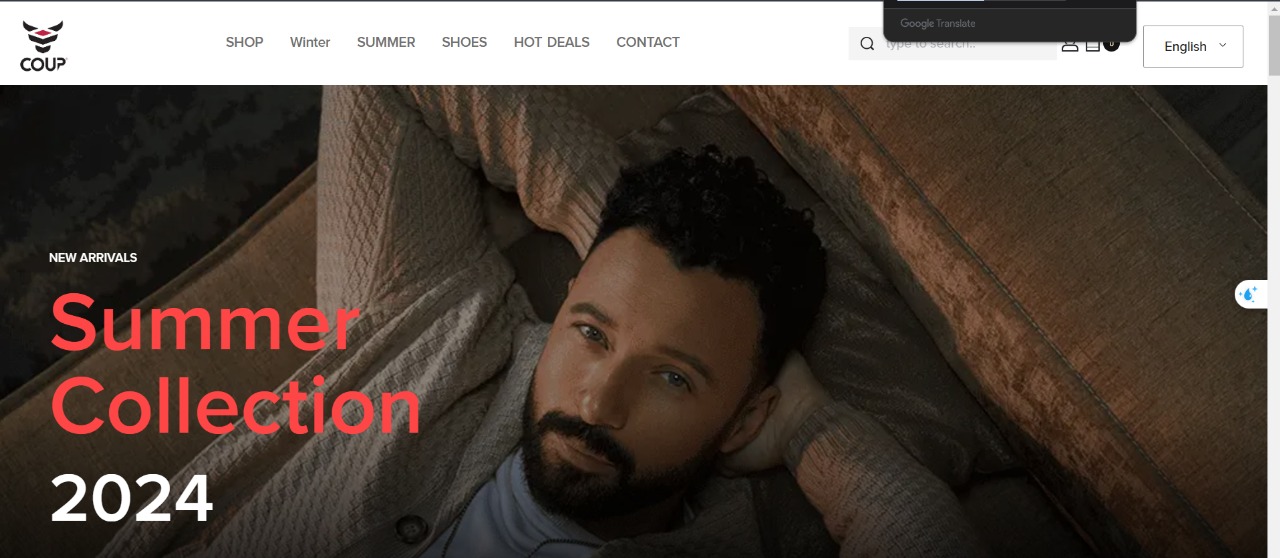 Google Translate
COUP
SHOP Winter SUMMER SHOES HOT DEALS CONTACT
type to search..
0
English
NEW ARRIVALS
Summer
Collection
2024